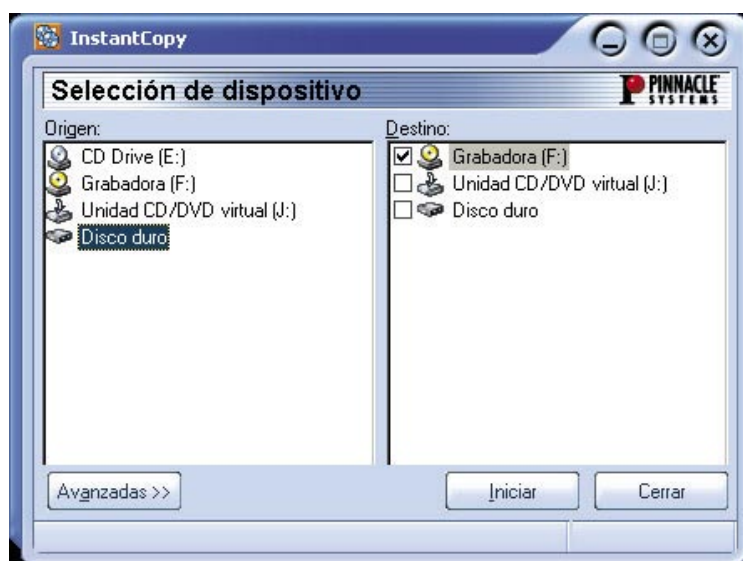 InstantCopy
Selección de dispositivo
PINNACLE
SYSTEMS
Origen:
CD Drive (E:)
Grabadora (F:)
Unidad CD/DVD virtual (J:)
Disco duro
Destino:
Grabadora (F:)
Unidad CD/DVD virtual (J:)
Disco duro
Avanzadas >>
Iniciar
Cerrar